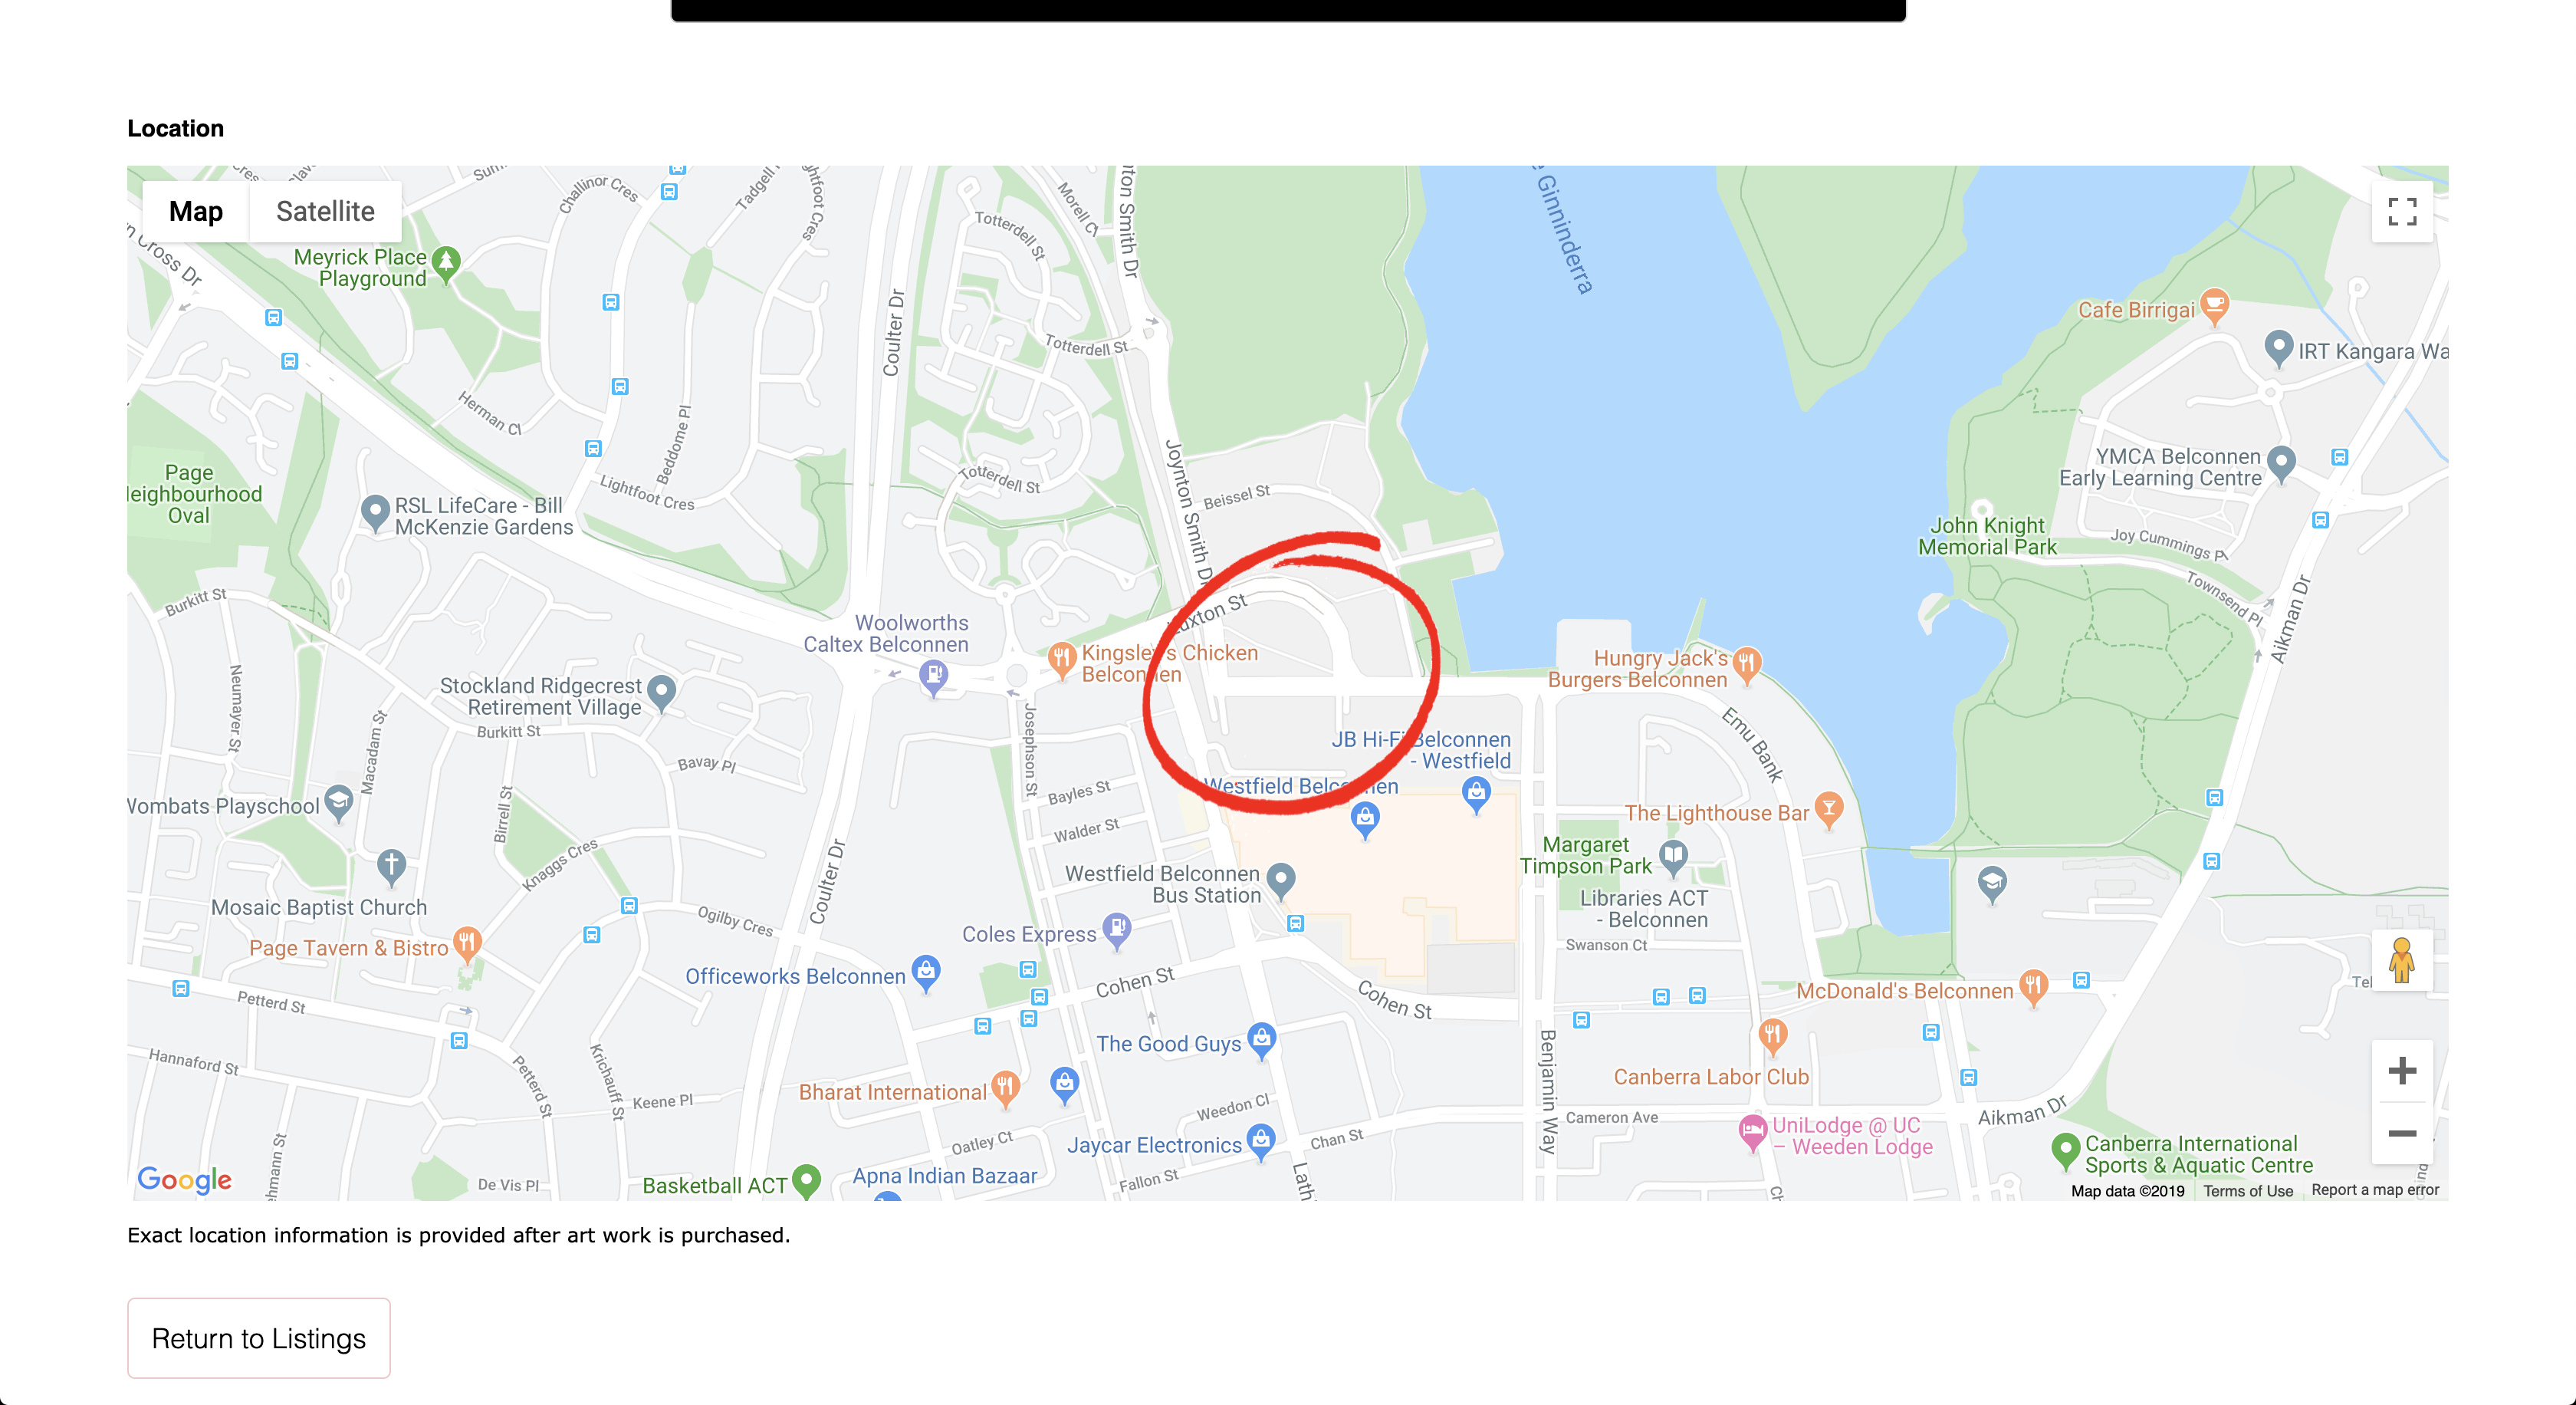 Location
Map
Satellite
Challinor Cres
Tadgell
Morell Ct
nton Smith Dr
e Ginninderra
n Cross Dr
Meyrick Place
Playground
Totterdell St
Coulter Dr
Totterdell St
Cafe Birrigai
IRT Kangara Wa
Herman Cl
Beddome Pl
Joynton Smith Dr
Page
Neighbourhood
Oval
RSL LifeCare - Bill
McKenzie Gardens
Lightfoot Cres
Totterdell St
Beissel St
YMCA Belconnen
Early Learning Centre
John Knight
Memorial Park
Joy Cummings Pl
Townsend Pl
Aikman Dr
Burkitt St
Luxton St
Woolworths
Caltex Belconnen
Kingsley's Chicken
Belconnen
Hungry Jack's
Burgers Belconnen
Neumayer St
Stockland Ridgecrest
Retirement Village
Burkitt St
Macadam St
Josephson St
Bavay Pl
Emu Bank
JB Hi-Fi Belconnen
- Westfield
Westfield Belconnen
Wombats Playschool
Birrell St
Bayles St
Walder St
The Lighthouse Bar
Knaggs Cres
Coulter Dr
Margaret
Timpson Park
Westfield Belconnen
Bus Station
Libraries ACT
- Belconnen
Mosaic Baptist Church
Ogilby Cres
Page Tavern & Bistro
Coles Express
Swanson Ct
Officeworks Belconnen
Cohen St
Cohen St
McDonald's Belconnen
Tel
Petterd St
The Good Guys
Benjamin Way
Hannaford St
Petterd St
Krichauff St
Keene Pl
Bharat International
Canberra Labor Club
Weedon Cl
Cameron Ave
Aikman Dr
Oatley Ct
Jaycar Electronics
Chan St
UniLodge @ UC
– Weeden Lodge
Canberra International
Sports & Aquatic Centre
Google
De Vis Pl
Basketball ACT
Apna Indian Bazaar
Fallon St
Lath
Map data ©2019
Terms of Use
Report a map error
Exact location information is provided after art work is purchased.
Return to Listings